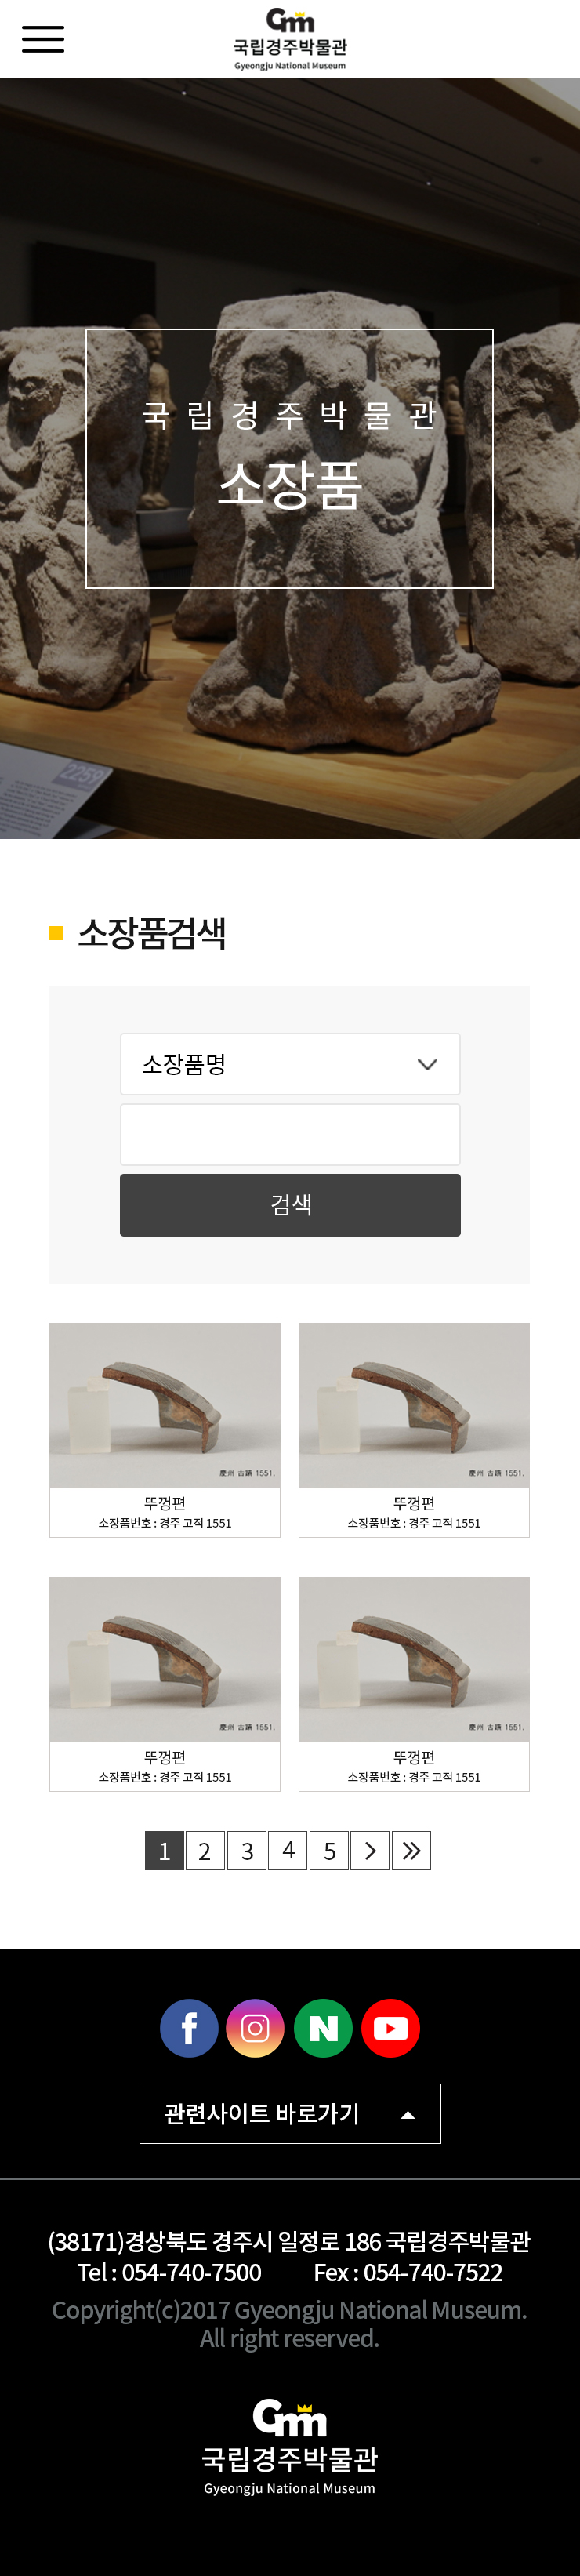 Gnm
국립경주박물관
Gyeongju National Museum
국립경주박물관
소장품
2259
소장품검색
소장품명
검색
慶州 古蹟 1551.
慶州 古蹟 1551.
뚜껑편
뚜껑편
소장품번호 : 경주 고적 1551
소장품번호 : 경주 고적 1551
慶州 古蹟 1551.
慶州 古蹟 1551.
뚜껑편
뚜껑편
소장품번호 : 경주 고적 1551
소장품번호 : 경주 고적 1551
1 2 3 4 5
관련사이트 바로가기
(38171)경상북도 경주시 일정로 186 국립경주박물관
Tel : 054-740-7500 Fex : 054-740-7522
Copyright(c)2017 Gyeongju National Museum.
All right reserved.
Gnm
국립경주박물관
Gyeongju National Museum